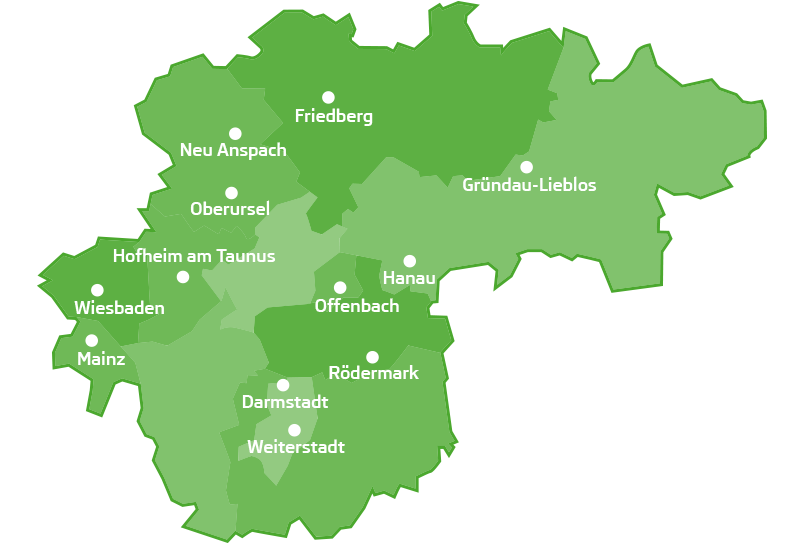 Friedberg
Neu Anspach
Gründau-Lieblos
Oberursel
Hofheim am Taunus
Hanau
Wiesbaden
Offenbach
Mainz
Rödermark
Darmstadt
Weiterstadt